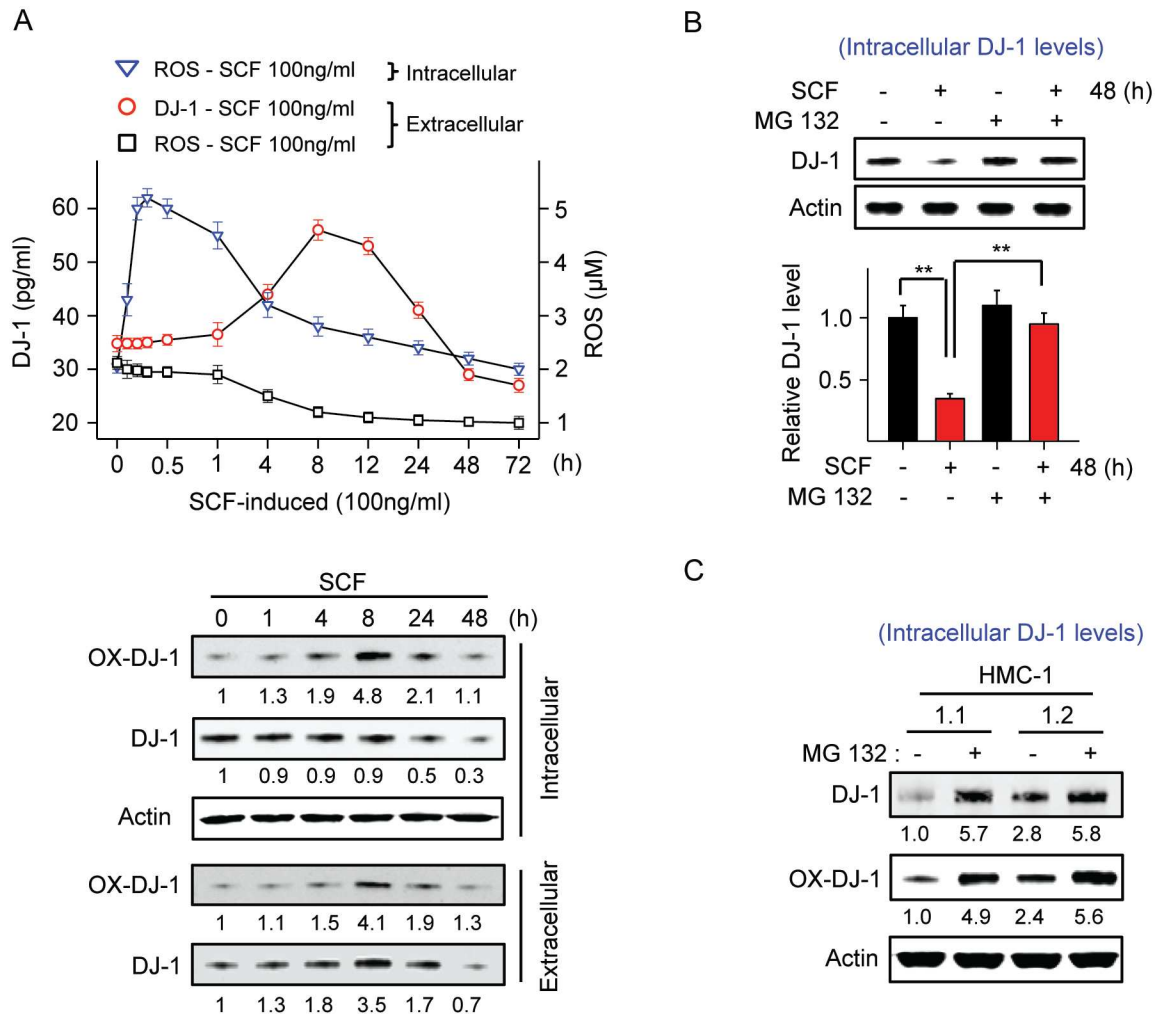 A
ROS - SCF 100ng/ml
Intracellular
DJ-1 - SCF 100ng/ml
Extracellular
ROS - SCF 100ng/ml
DJ-1 (pg/ml)
60
50
40
30
20
5
4
3
2
1
ROS (µM)
0 0.5 1 4 8 12 24 48 72 (h)
SCF-induced (100ng/ml)
SCF
0 1 4 8 24 48 (h)
OX-DJ-1
1 1.3 1.9 4.8 2.1 1.1
DJ-1
1 0.9 0.9 0.9 0.5 0.3
Actin
Intracellular
OX-DJ-1
1 1.1 1.5 4.1 1.9 1.3
DJ-1
1 1.3 1.8 3.5 1.7 0.7
Extracellular
B
(Intracellular DJ-1 levels)
SCF - + - + 48 (h)
MG 132 - - + +
DJ-1
Actin
Relative DJ-1 level
1.0
0.5
**
**
SCF - + - + 48 (h)
MG 132 - - + +
C
(Intracellular DJ-1 levels)
HMC-1
1.1 1.2
MG 132 : - + - +
DJ-1
1.0 5.7 2.8 5.8
OX-DJ-1
1.0 4.9 2.4 5.6
Actin